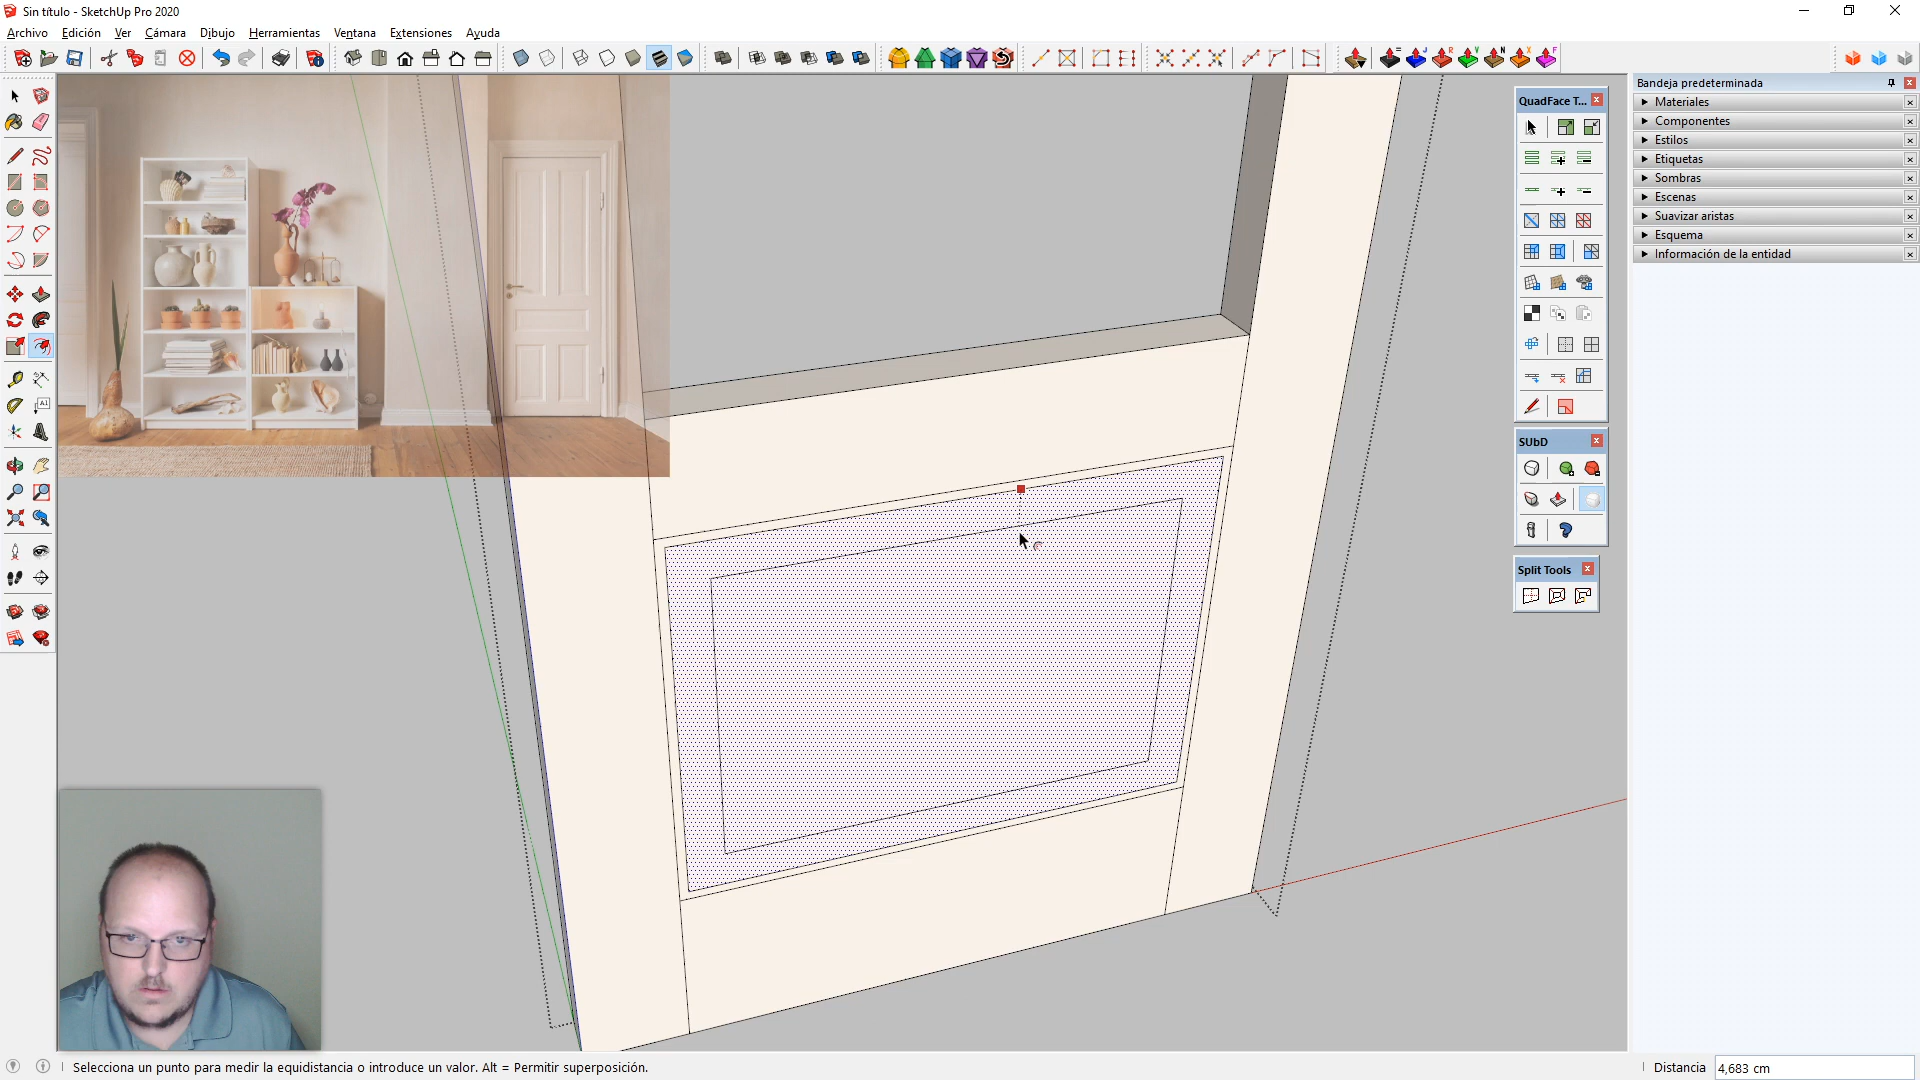 Sin título - SketchUp Pro 2020
Archivo Edición Ver Cámara Dibujo Herramientas Ventana Extensiones Ayuda
Bandeja predeterminada
Materiales
Componentes
Estilos
Etiquetas
Sombras
Escenas
Suavizar aristas
Esquema
Información de la entidad
QuadFace T...
SUbD
Split Tools
Selecciona un punto para medir la equidistancia o introduce un valor. Alt = Permitir superposición.
Distancia 4,683 cm